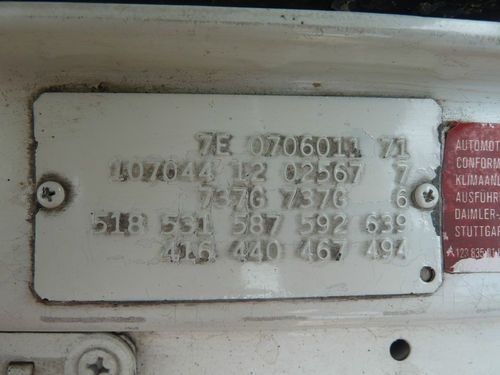 7E 0706011 71
107044 12 02567 7
737G 737G 6
518 531 587 592 639
416 440 467 494
AUTOMOT
CONFORM
KLIMAANL
AUSFÜHR
DAIMLER-
STUTTGAR